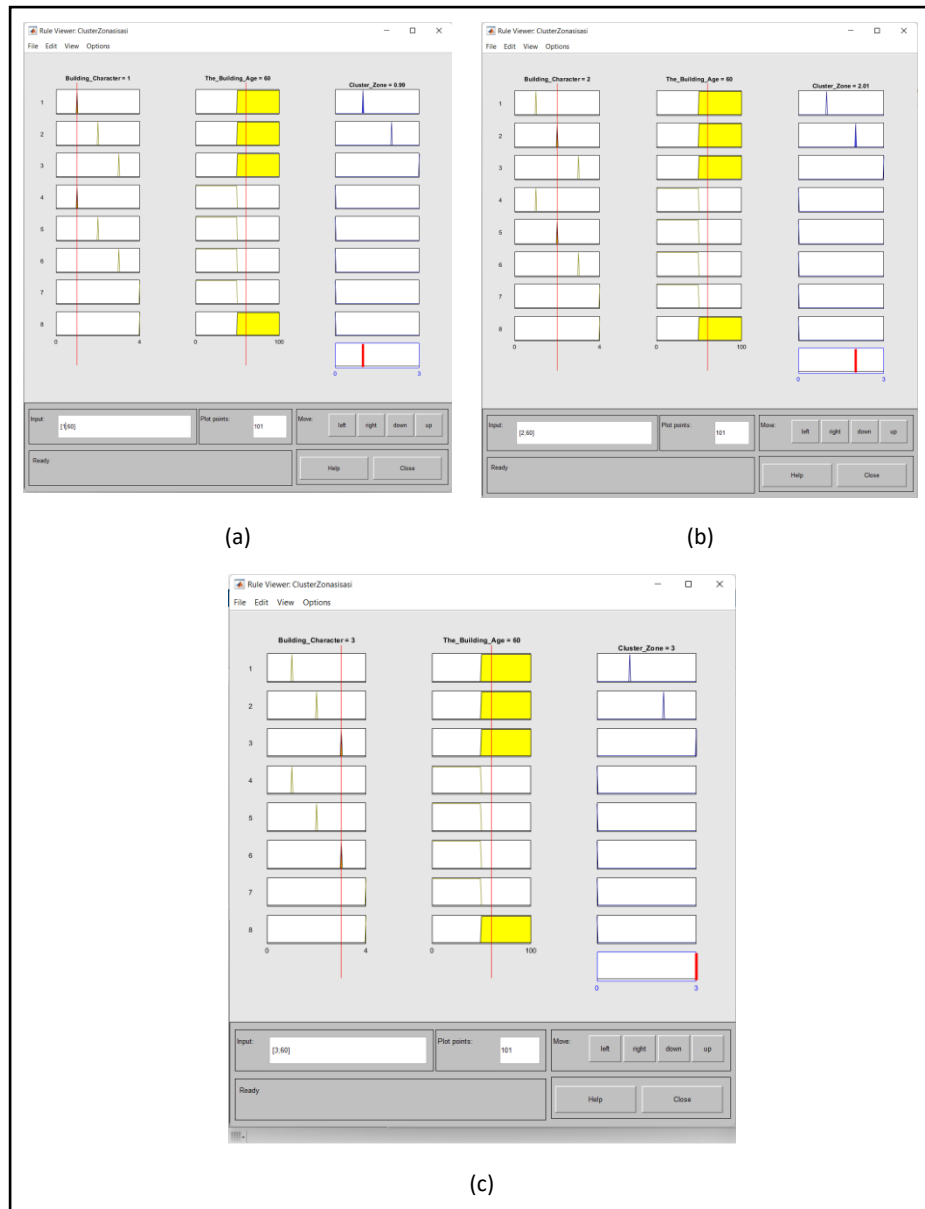 Rule Viewer: ClusterZonasisasi
File Edit View Options
Building_Character = 1 The_Building_Age = 60 Cluster_Zone = 0.99
1
2
3
4
5
6
7
8
0 4 0 100
0 3
Input: [1;60] Plot points: 101 Move: left right down up
Ready Help Close
(a)
Rule Viewer: ClusterZonasisasi
File Edit View Options
Building_Character = 2 The_Building_Age = 60 Cluster_Zone = 2.01
1
2
3
4
5
6
7
8
0 4 0 100
0 3
Input: [2;60] Plot points: 101 Move: left right down up
Ready Help Close
(b)
Rule Viewer: ClusterZonasisasi
File Edit View Options
Building_Character = 3 The_Building_Age = 60 Cluster_Zone = 3
1
2
3
4
5
6
7
8
0 4 0 100
0 3
Input: [3;60] Plot points: 101 Move: left right down up
Ready Help Close
(c)